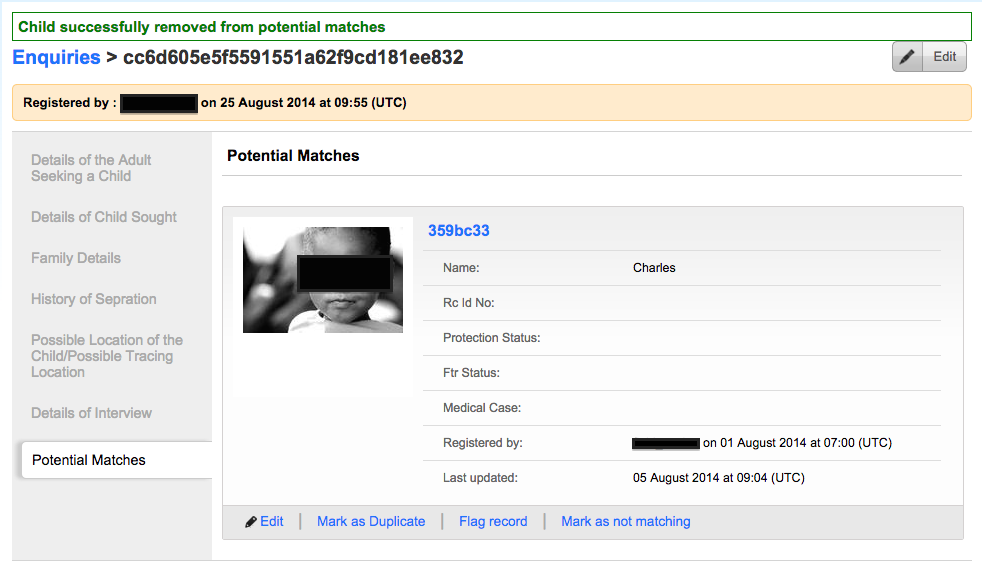 Child successfully removed from potential matches
Enquiries > cc6d605e5f5591551a62f9cd181ee832
Edit
Registered by : on 25 August 2014 at 09:55 (UTC)
Details of the Adult
Seeking a Child
Details of Child Sought
Family Details
History of Sepration
Possible Location of the
Child/Possible Tracing
Location
Details of Interview
Potential Matches
Potential Matches
359bc33
Name: Charles
Rc Id No:
Protection Status:
Ftr Status:
Medical Case:
Registered by: on 01 August 2014 at 07:00 (UTC)
Last updated: 05 August 2014 at 09:04 (UTC)
Edit | Mark as Duplicate | Flag record | Mark as not matching